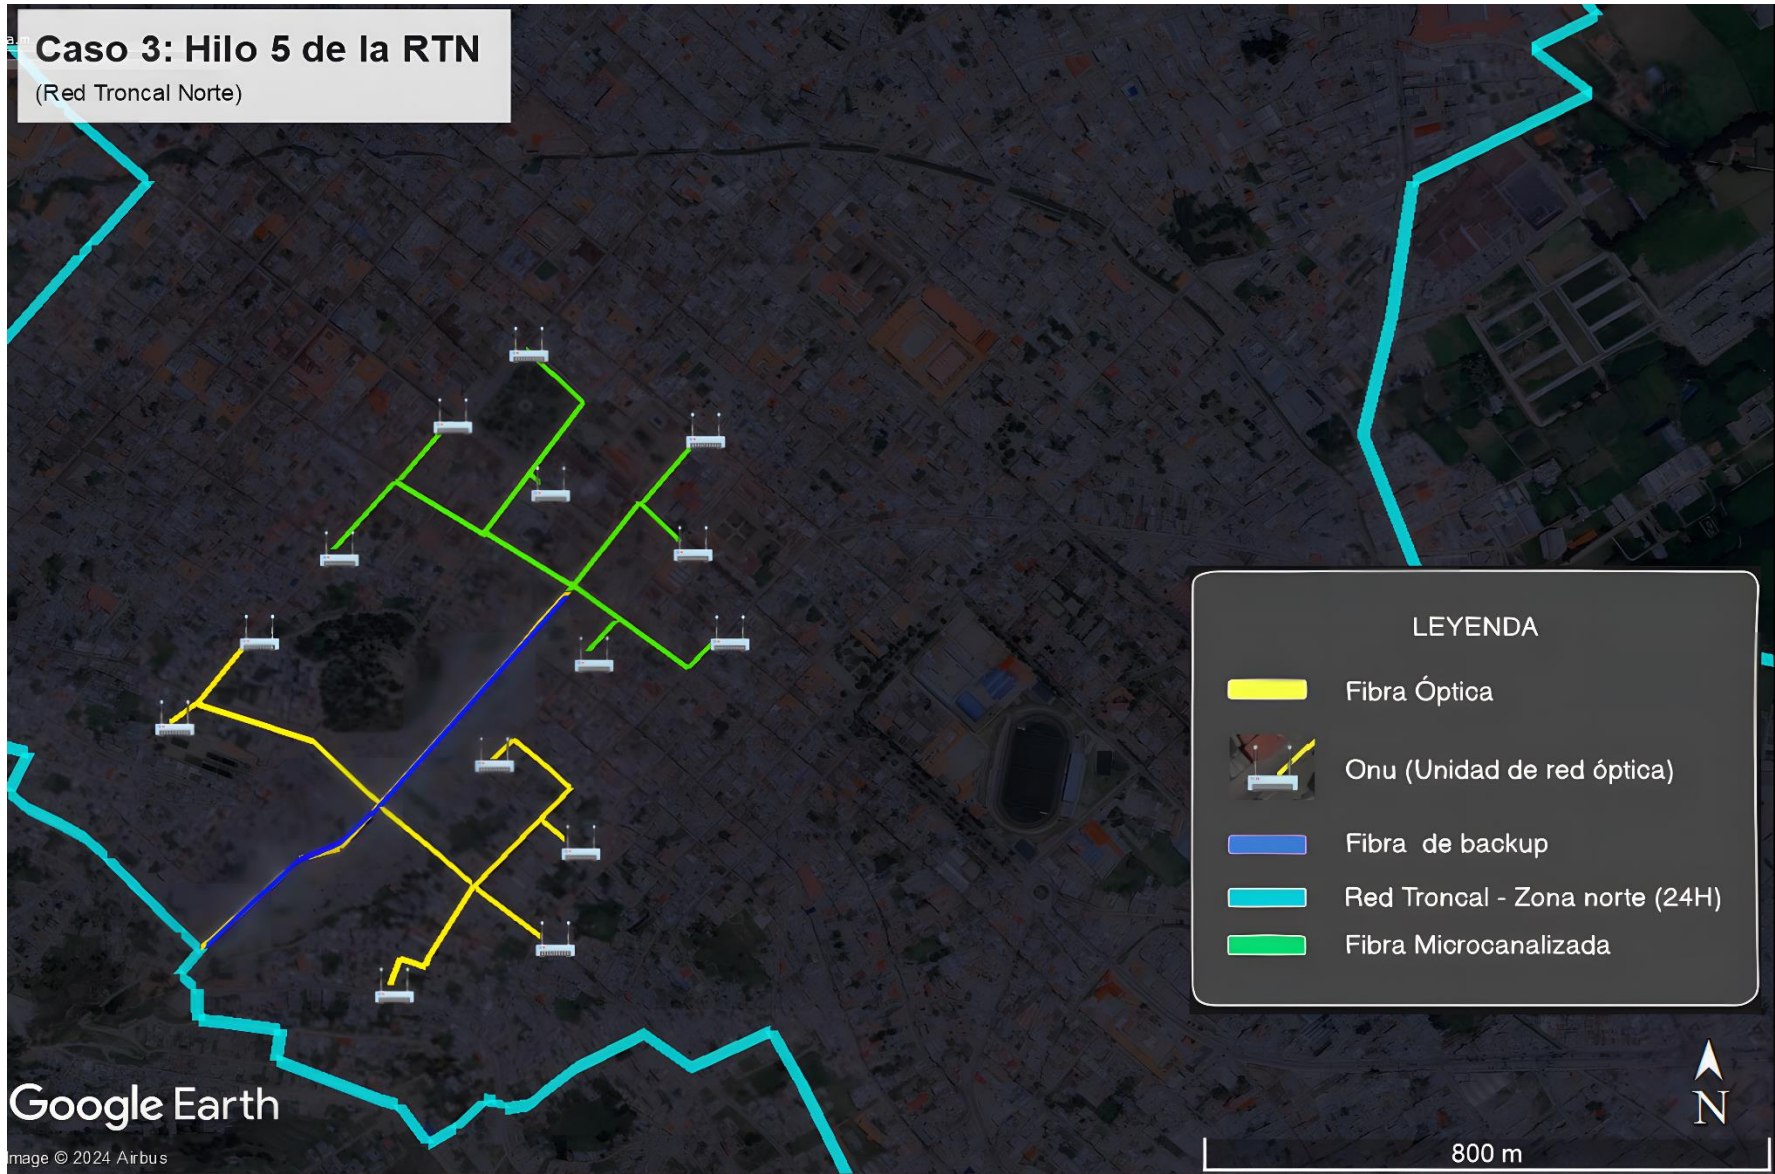 Caso 3: Hilo 5 de la RTN
(Red Troncal Norte)
LEYENDA
Fibra Óptica
Onu (Unidad de red óptica)
Fibra de backup
Red Troncal - Zona norte (24H)
Fibra Microcanalizada
N
800 m
Google Earth
Image © 2024 Airbus